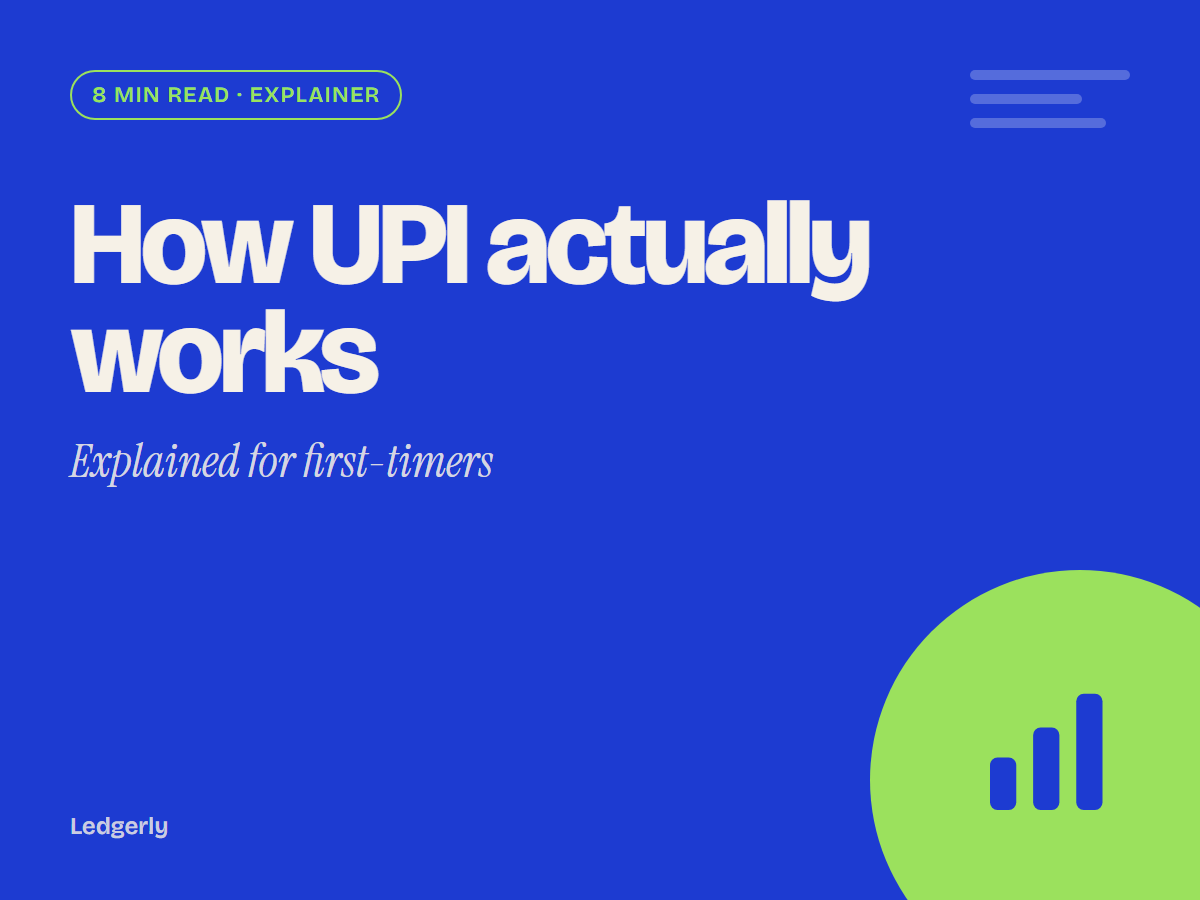 8 MIN READ · EXPLAINER
How UPI actually
works
Explained for first-timers
Ledgerly